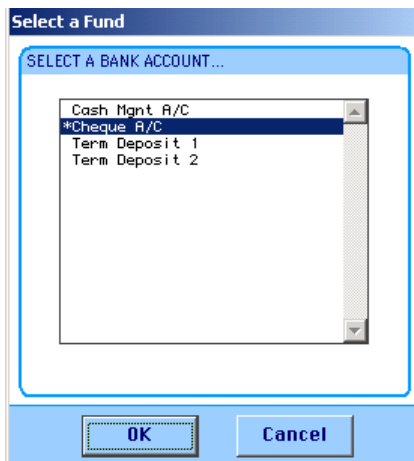 Select a Fund
SELECT A BANK ACCOUNT...
Cash Mgnt A/C
*Cheque A/C
Term Deposit 1
Term Deposit 2
OK
Cancel